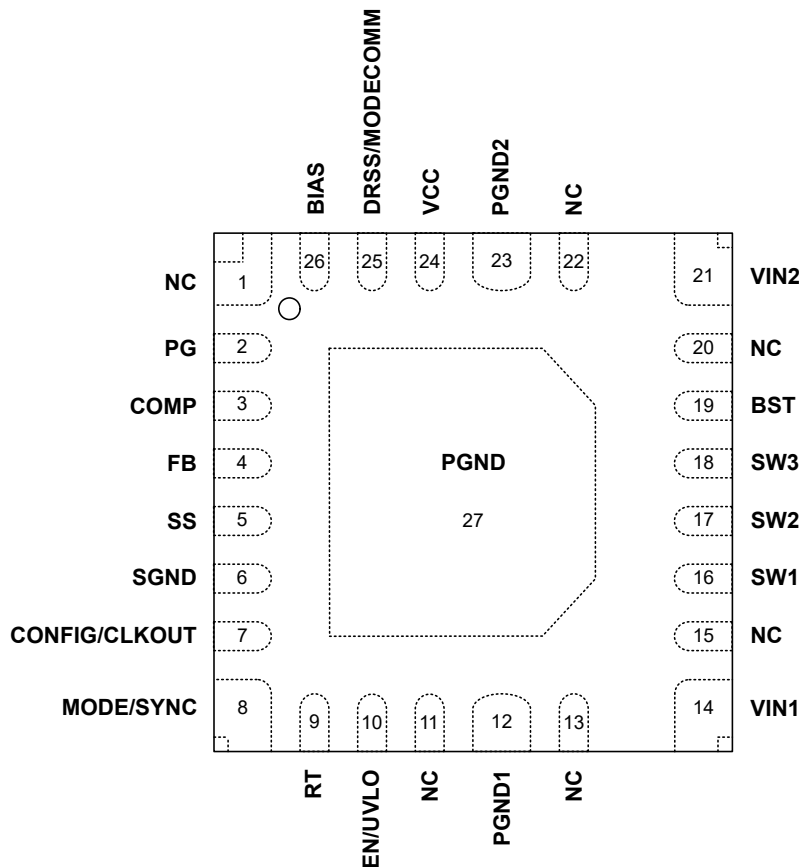 BIAS
DRSS/MODECOMM
VCC
PGND2
NC
26
25
24
23
22
NC
1
21
VIN2
PG
2
20
NC
COMP
3
19
BST
FB
4
PGND
18
SW3
SS
5
27
17
SW2
SGND
6
16
SW1
CONFIG/CLKOUT
7
15
NC
MODE/SYNC
8
14
VIN1
9
10
11
12
13
RT
EN/UVLO
NC
PGND1
NC